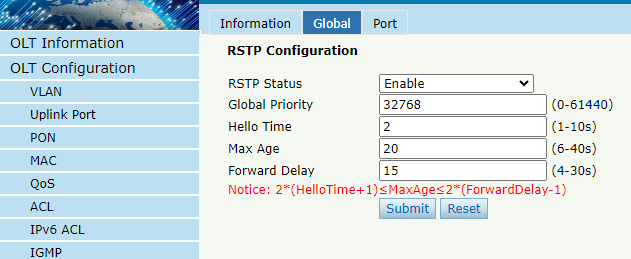 Information Global Port
OLT Information
OLT Configuration
VLAN
Uplink Port
PON
MAC
QoS
ACL
IPv6 ACL
IGMP
RSTP Configuration
RSTP Status Enable
Global Priority 32768 (0-61440)
Hello Time 2 (1-10s)
Max Age 20 (6-40s)
Forward Delay 15 (4-30s)
Notice: 2*(HelloTime+1)≤MaxAge≤2*(ForwardDelay-1)
Submit Reset